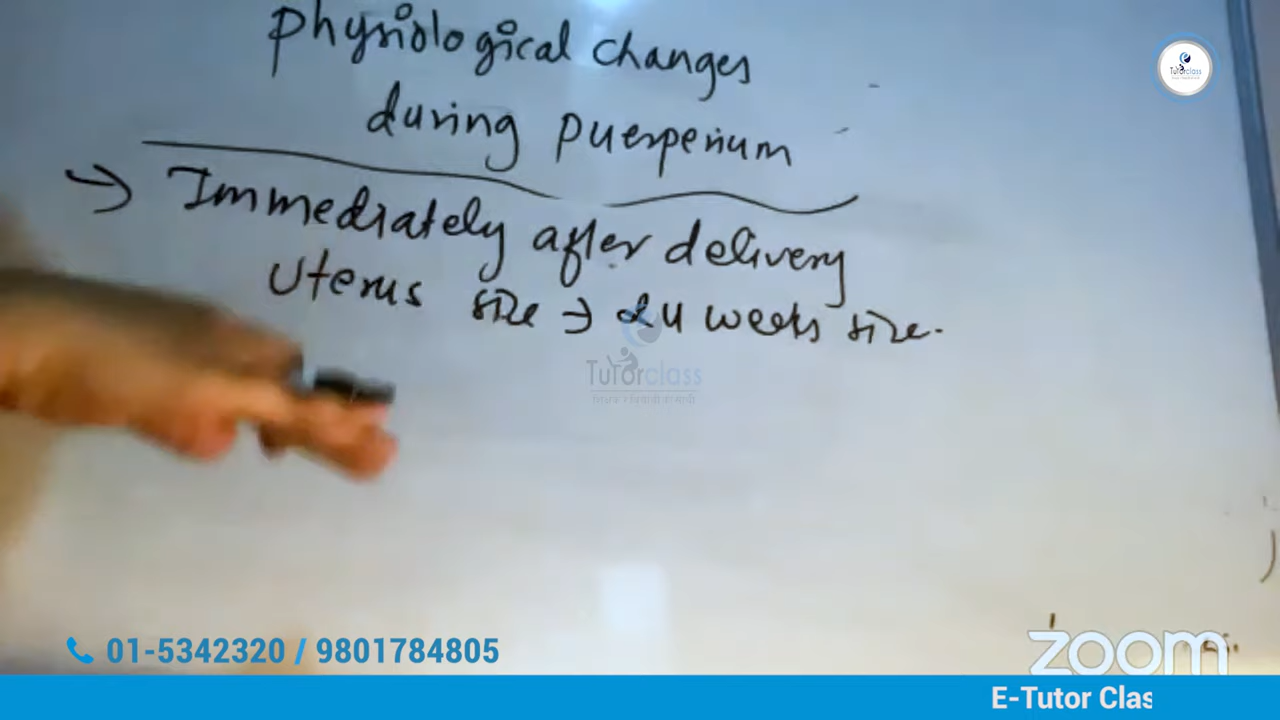 physiological changes
during puerperium
→ Immediately after delivery
uterus size → 24 weeks size.
Tutorclass
Tutorclass
01-5342320 / 9801784805
zoom
E-Tutor Clas